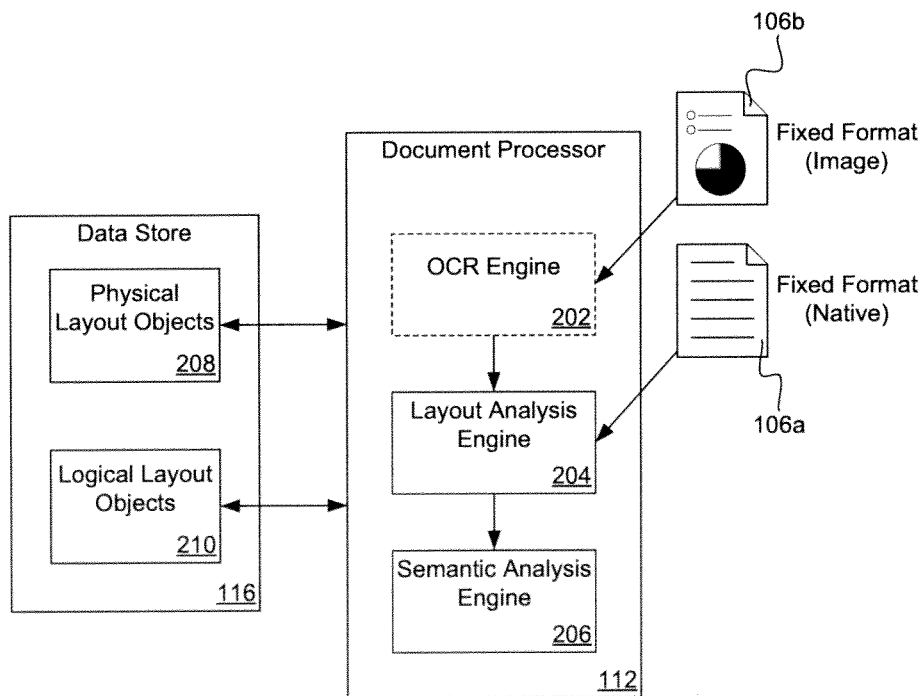 106b
Fixed Format
(Image)
Document Processor
Data Store
OCR Engine
202
Fixed Format
(Native)
Physical
Layout Objects
208
Layout Analysis
Engine
204
106a
Logical Layout
Objects
210
Semantic Analysis
Engine
206
116
112